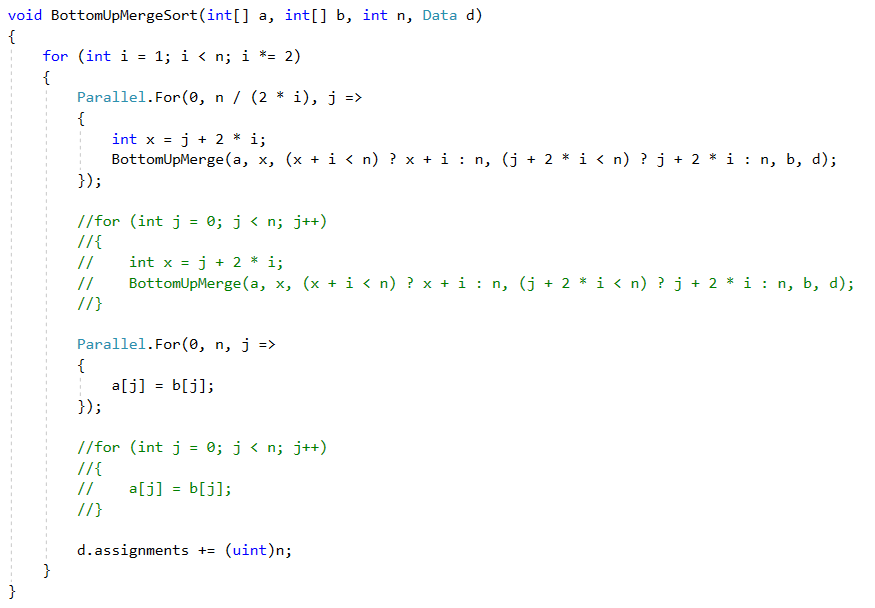 void BottomUpMergeSort(int[] a, int[] b, int n, Data d)
{
    for (int i = 1; i < n; i *= 2)
    {
        Parallel.For(0, n / (2 * i), j =>
        {
            int x = j + 2 * i;
            BottomUpMerge(a, x, (x + i < n) ? x + i : n, (j + 2 * i < n) ? j + 2 * i : n, b, d);
        });

        //for (int j = 0; j < n; j++)
        //{
        //    int x = j + 2 * i;
        //    BottomUpMerge(a, x, (x + i < n) ? x + i : n, (j + 2 * i < n) ? j + 2 * i : n, b, d);
        //}

        Parallel.For(0, n, j =>
        {
            a[j] = b[j];
        });

        //for (int j = 0; j < n; j++)
        //{
        //    a[j] = b[j];
        //}

        d.assignments += (uint)n;
    }
}